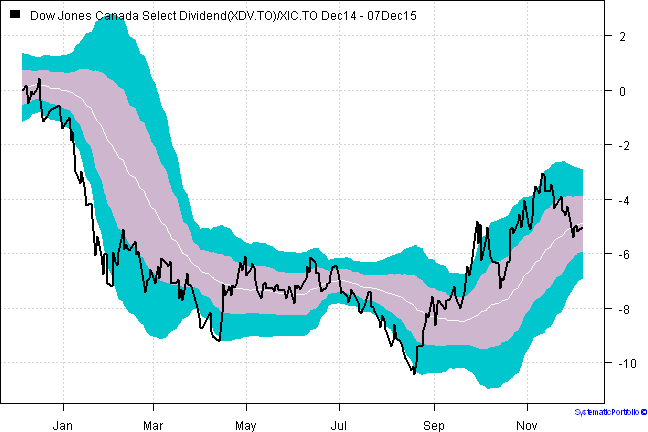 Dow Jones Canada Select Dividend(XDV.TO)/XIC.TO Dec14 - 07Dec15
2
0
-2
-4
-6
-8
-10
Jan Mar May Jul Sep Nov
SystematicPortfolio ©